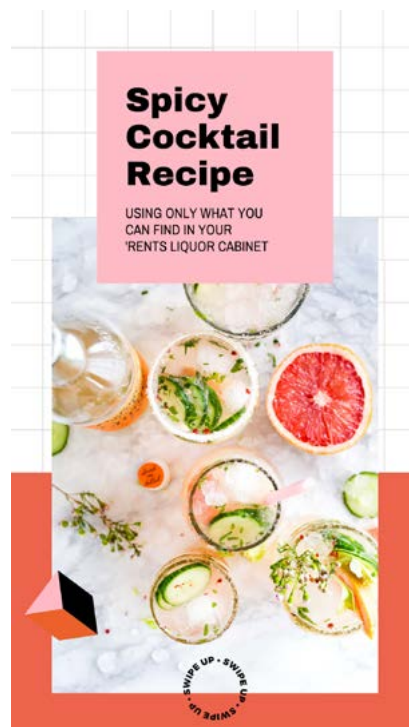 Spicy
Cocktail
Recipe
USING ONLY WHAT YOU
CAN FIND IN YOUR
'RENTS LIQUOR CABINET
SWIPE UP • SWIPE UP • SWIPE UP •